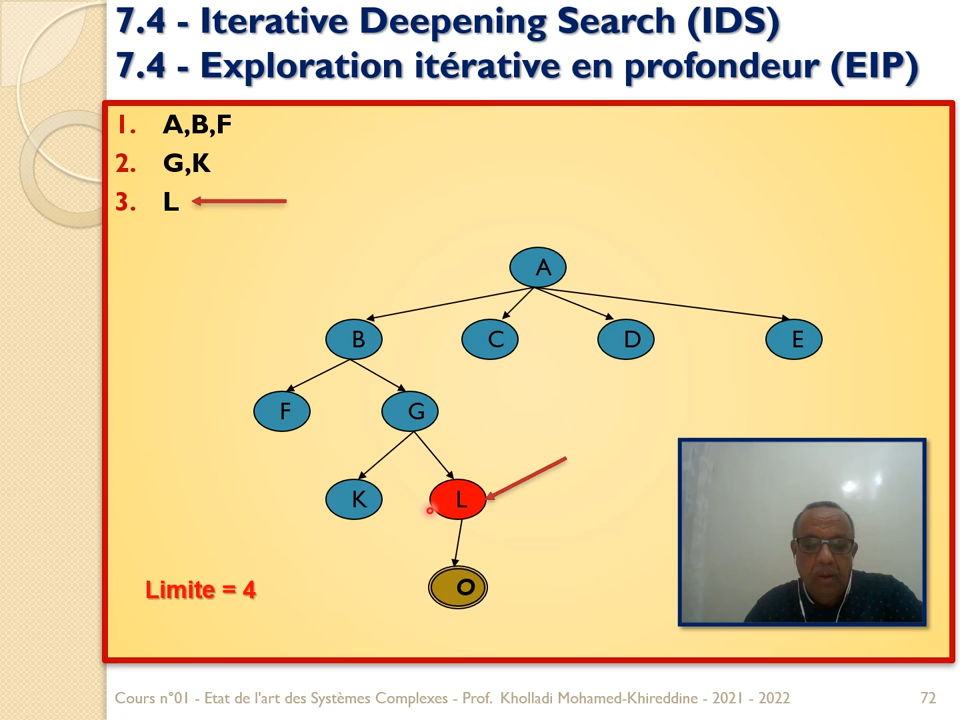 7.4 - Iterative Deepening Search (IDS)
7.4 - Exploration itérative en profondeur (EIP)
1. A,B,F
2. G,K
3. L
A
B C D E
F G
K L
O
Limite = 4
Cours n°01 - Etat de l'art des Systèmes Complexes - Prof. Kholladi Mohamed-Khireddine - 2021 - 2022 72